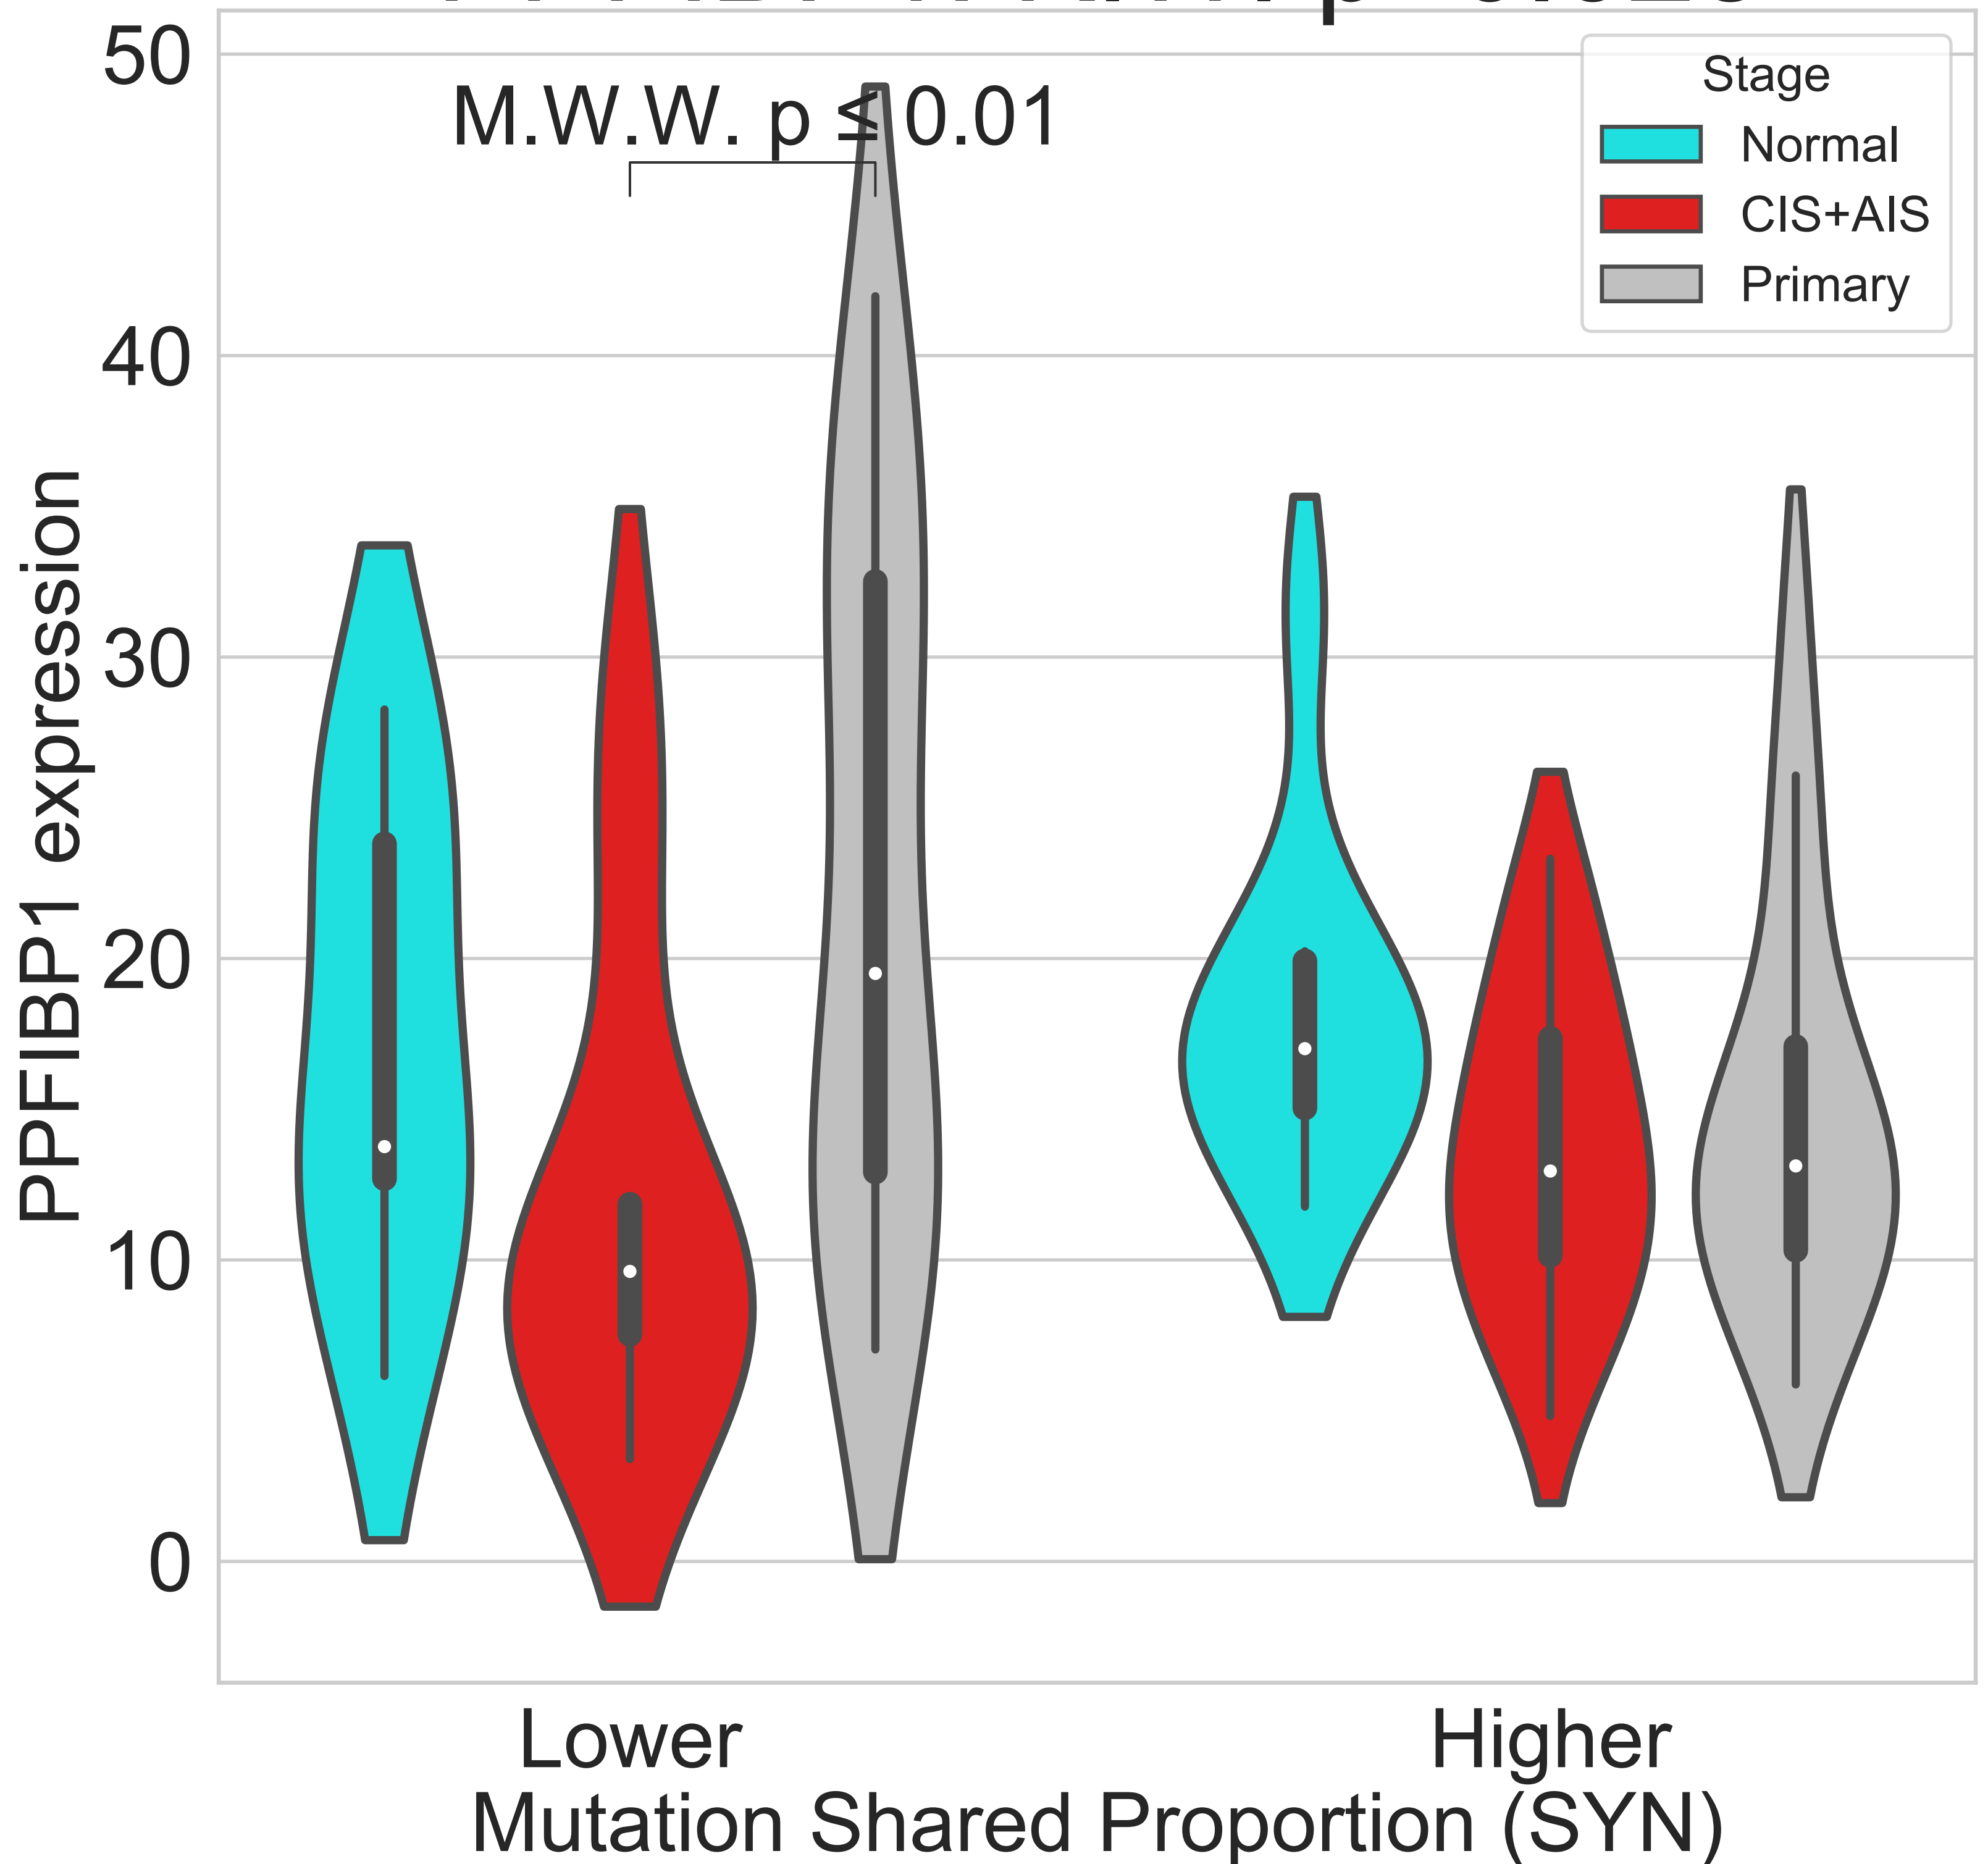 50
M.W.W. p ≤ 0.01
Stage
Normal
CIS+AIS
Primary
40
30
20
10
0
PPFIBP1 expression
Lower
Higher
Mutation Shared Proportion (SYN)